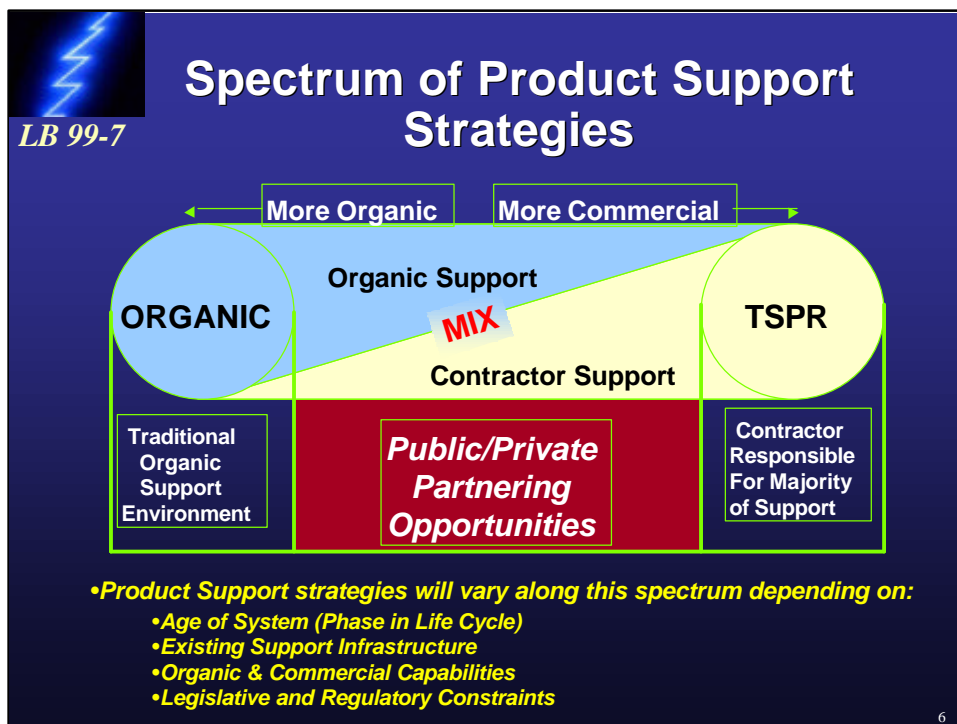 Spectrum of Product Support
Strategies
LB 99-7
More Organic
More Commercial
Organic Support
ORGANIC
MIX
TSPR
Contractor Support
Traditional
Organic
Support
Environment
Public/Private
Partnering
Opportunities
Contractor
Responsible
For Majority
of Support
•Product Support strategies will vary along this spectrum depending on:
•Age of System (Phase in Life Cycle)
•Existing Support Infrastructure
•Organic & Commercial Capabilities
•Legislative and Regulatory Constraints
6